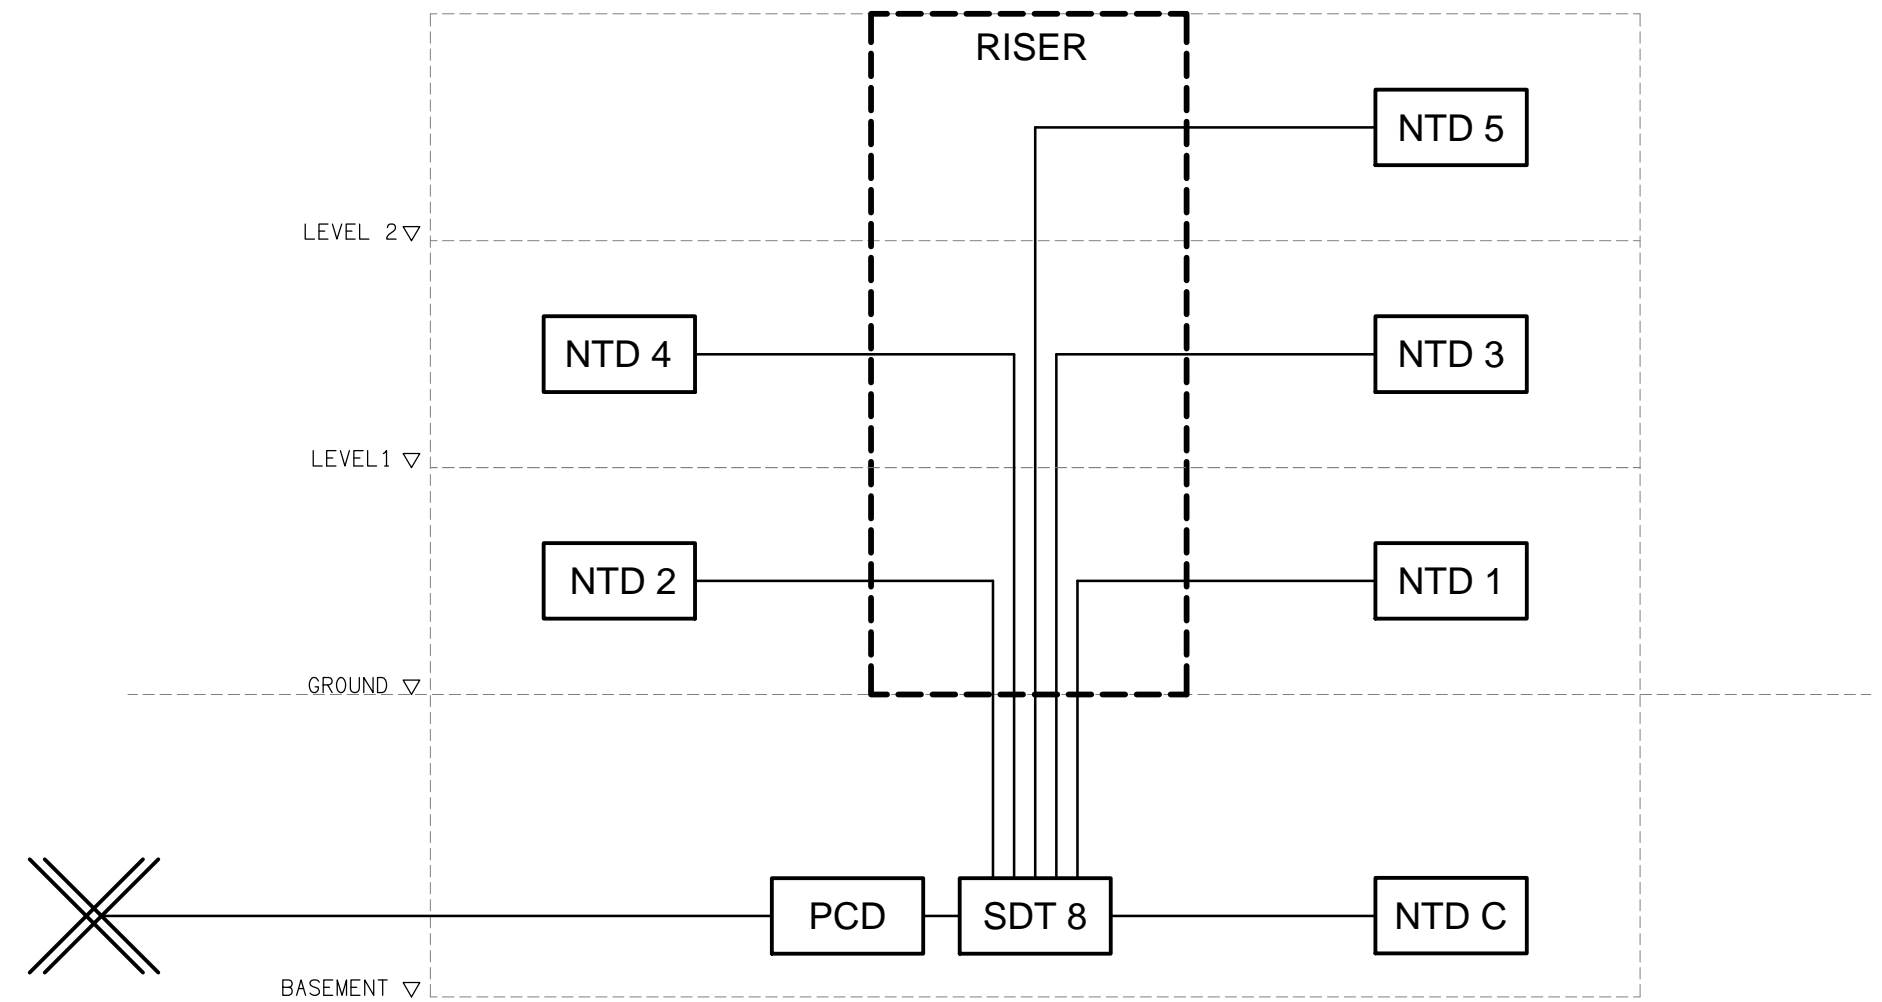 RISER
NTD 5
LEVEL 2
NTD 4
NTD 3
LEVEL1
NTD 2
NTD 1
GROUND
PCD
SDT 8
NTD C
BASEMENT